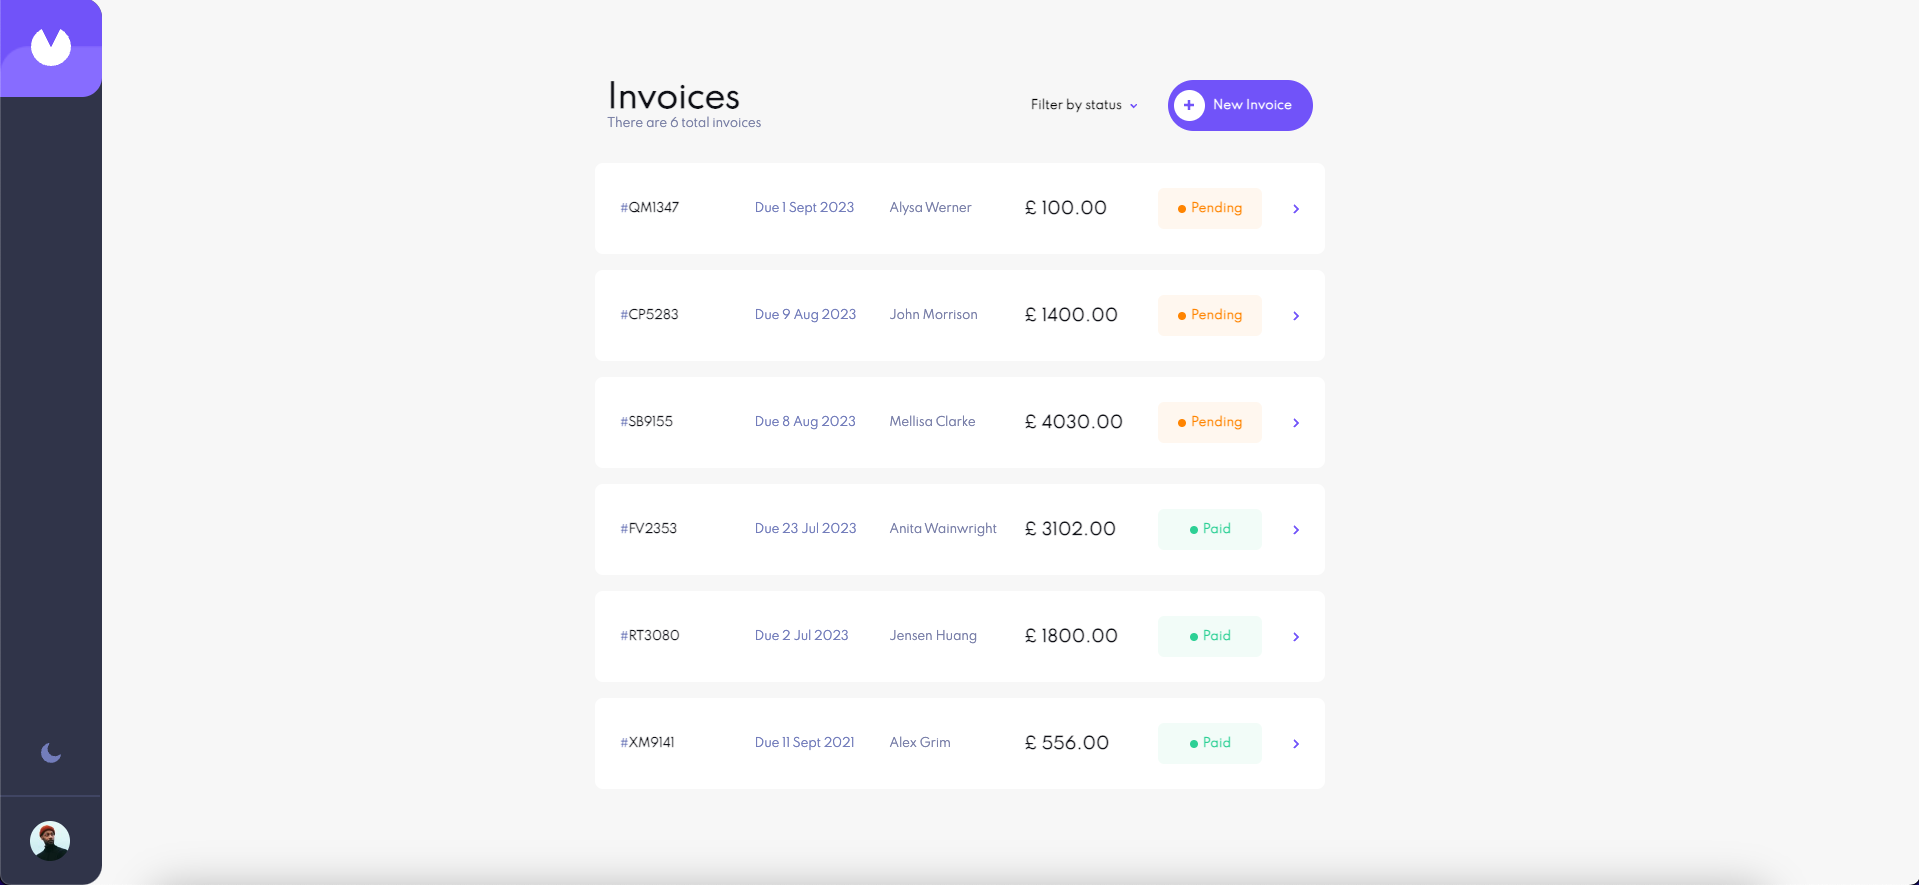 Invoices
There are 6 total invoices
Filter by status
New Invoice
#QM1347 Due 1 Sept 2023 Alysa Werner £ 100.00 Pending
#CP5283 Due 9 Aug 2023 John Morrison £ 1400.00 Pending
#SB9155 Due 8 Aug 2023 Mellisa Clarke £ 4030.00 Pending
#FV2353 Due 23 Jul 2023 Anita Wainwright £ 3102.00 Paid
#RT3080 Due 2 Jul 2023 Jensen Huang £ 1800.00 Paid
#XM9141 Due 11 Sept 2021 Alex Grim £ 556.00 Paid